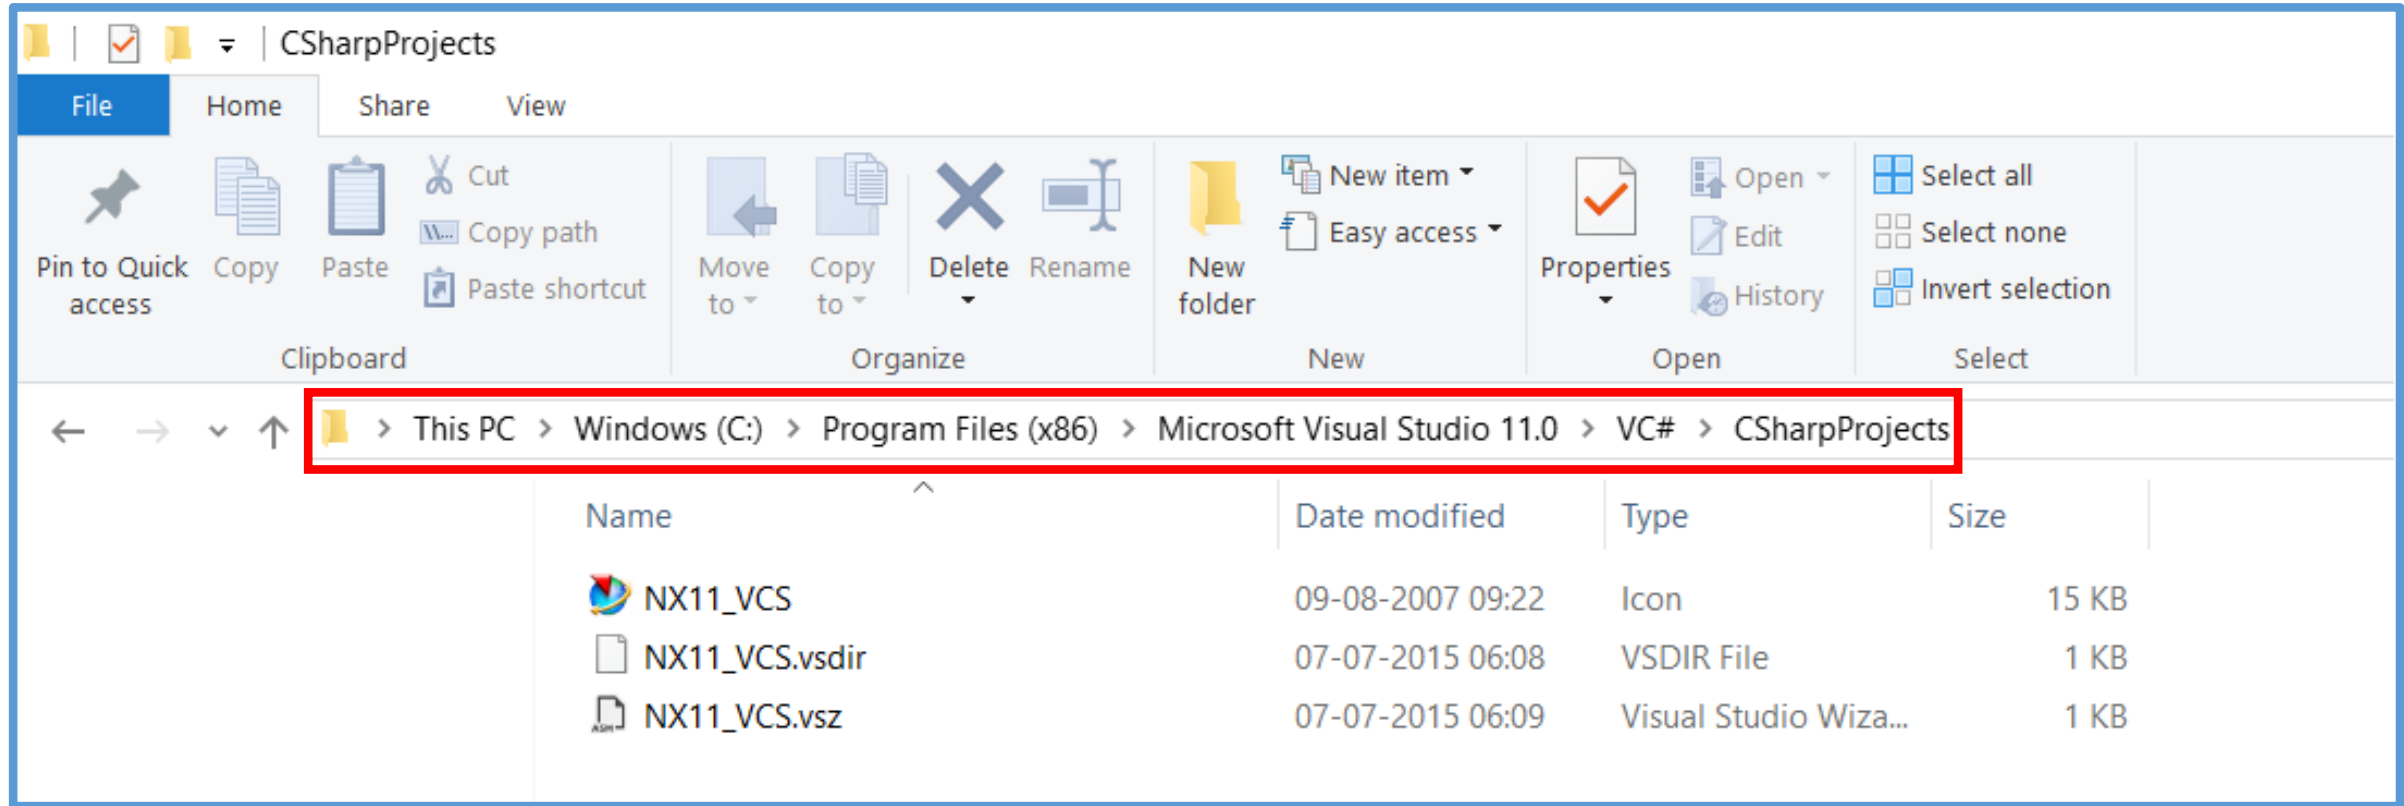 CSharpProjects
File Home Share View
Pin to Quick access
Copy
Paste
Cut
Copy path
Paste shortcut
Clipboard
Move to
Copy to
Delete
Rename
Organize
New folder
New item
Easy access
New
Properties
Open
Edit
History
Open
Select all
Select none
Invert selection
Select
> This PC > Windows (C:) > Program Files (x86) > Microsoft Visual Studio 11.0 > VC# > CSharpProjects
Name Date modified Type Size
NX11_VCS 09-08-2007 09:22 Icon 15 KB
NX11_VCS.vsdir 07-07-2015 06:08 VSDIR File 1 KB
NX11_VCS.vsz 07-07-2015 06:09 Visual Studio Wiza... 1 KB